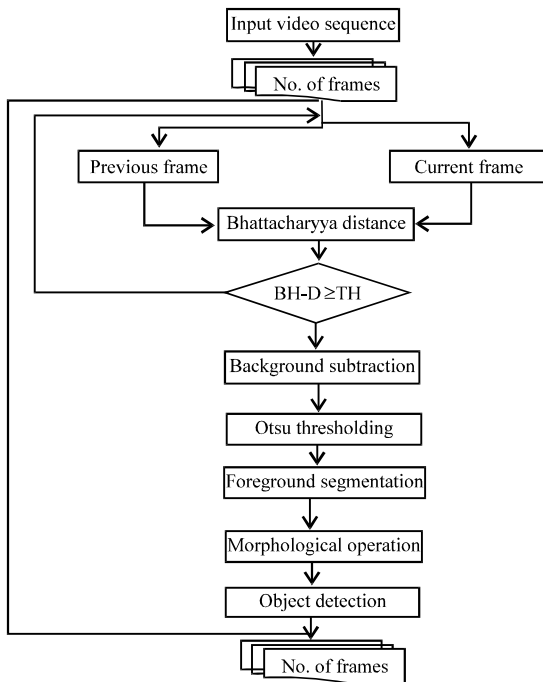 Input video sequence
No. of frames
Previous frame
Current frame
Bhattacharyya distance
BH-D ≥TH
Background subtraction
Otsu thresholding
Foreground segmentation
Morphological operation
Object detection
No. of frames